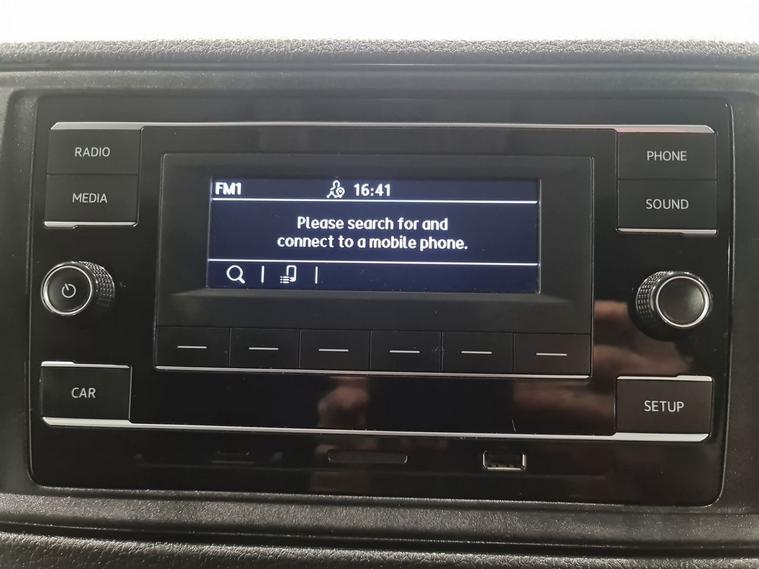 RADIO
MEDIA
PHONE
SOUND
FM1 16:41
Please search for and
connect to a mobile phone.
CAR
SETUP